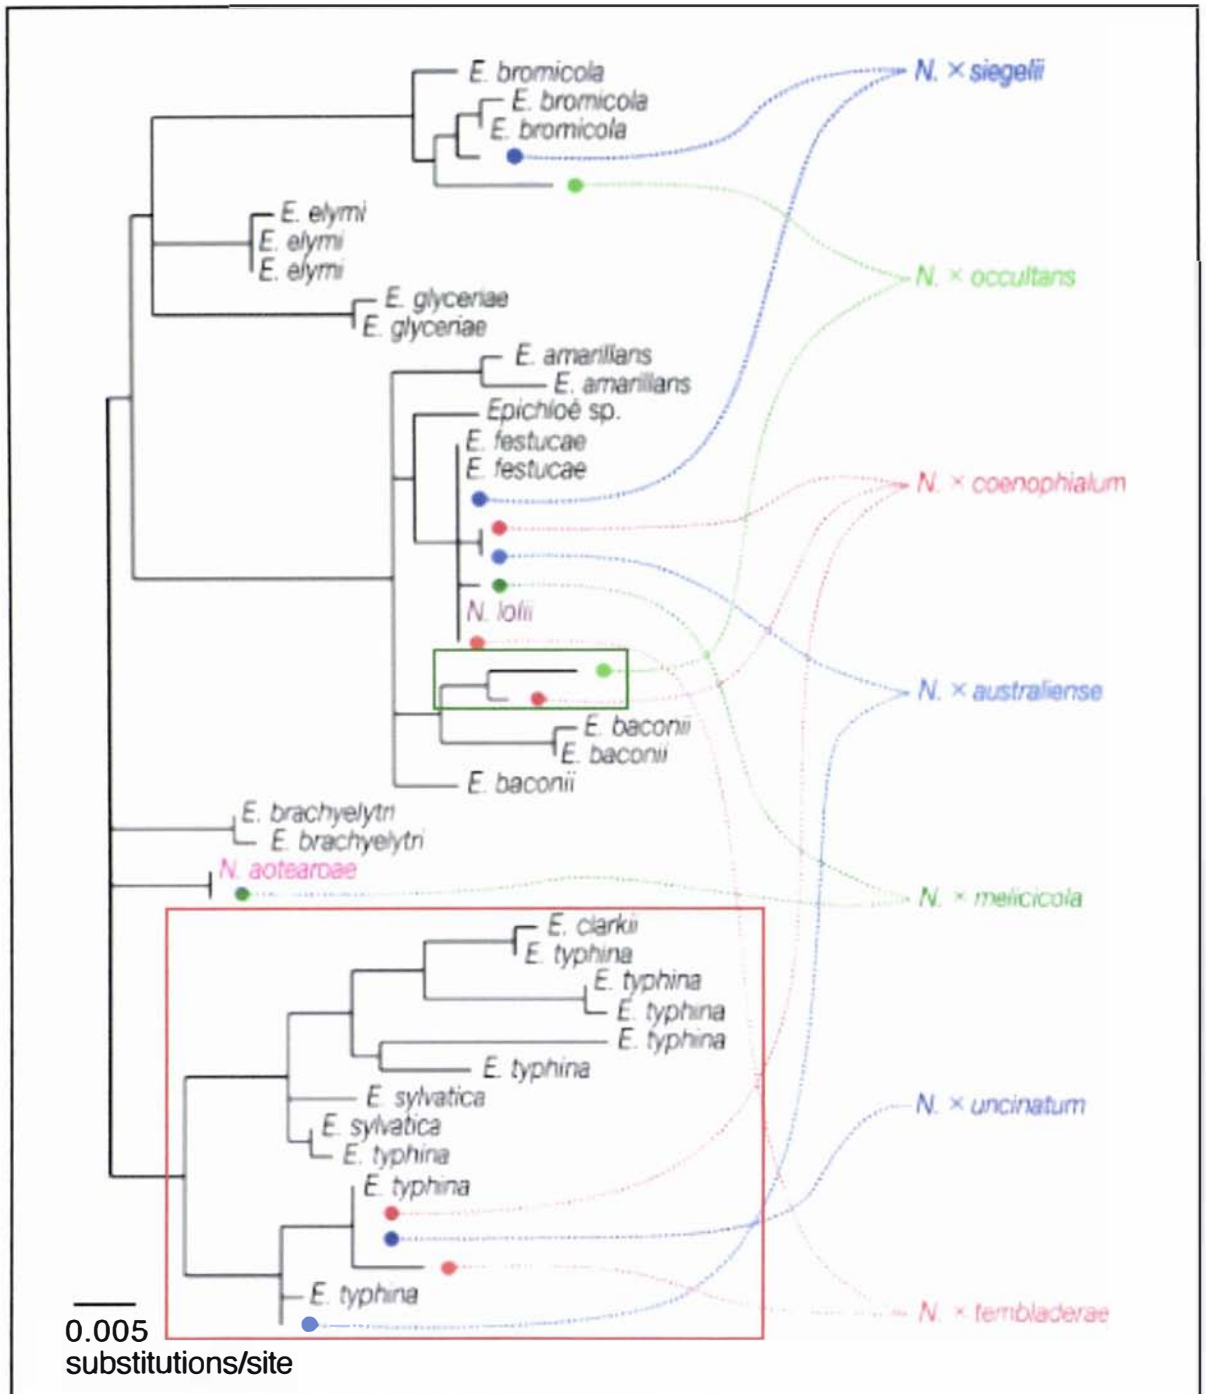 E. bromicola
N. × siegelii
E. bromicola
E. bromicola
E. elymi
E. elymi
E. elymi
N. × occultans
E. glyceriae
E. glyceriae
E. amarillans
E. amarillans
Epichloë sp.
E. festucae
E. festucae
N. × coenophialum
N. lolii
N. × australiense
E. baconii
E. baconii
E. baconii
E. brachyelytri
E. brachyelytri
N. aotearoae
N. × melicicola
E. clarkii
E. typhina
E. typhina
E. typhina
E. typhina
E. typhina
E. sylvatica
N. × uncinatum
E. sylvatica
E. typhina
E. typhina
E. typhina
N. × tembladerae
0.005
substitutions/site